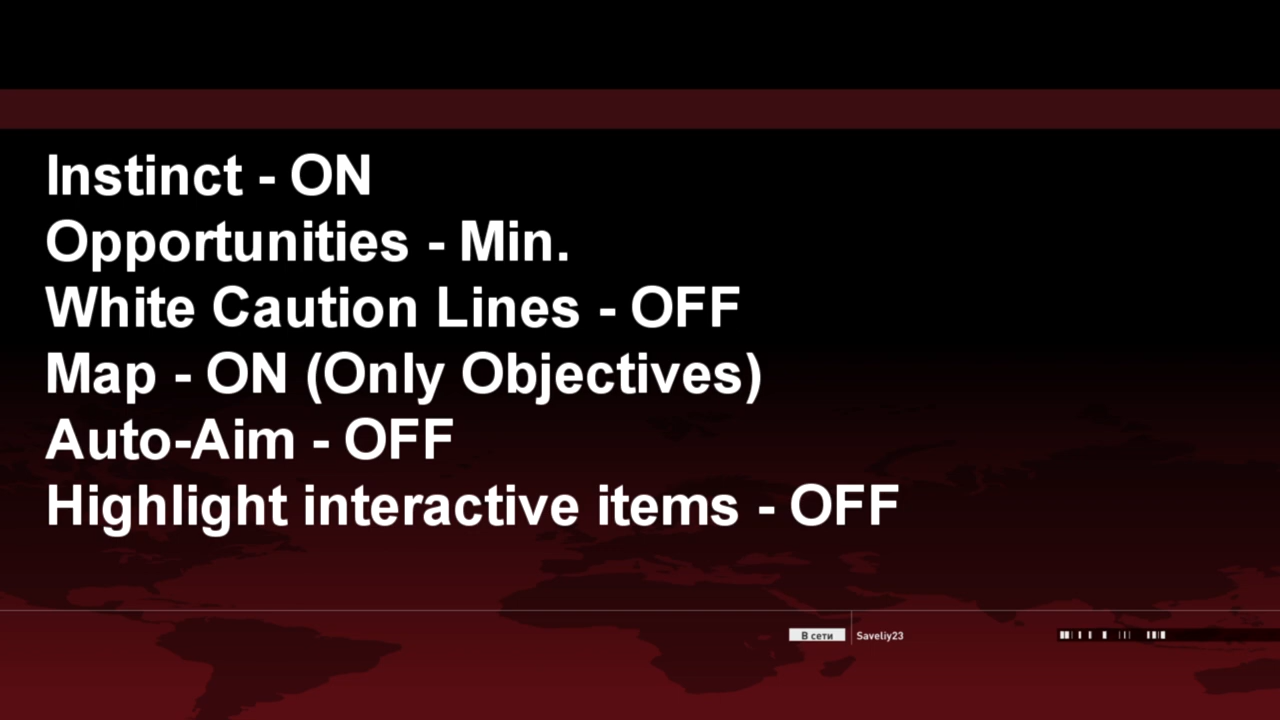 Instinct - ON
Opportunities - Min.
White Caution Lines - OFF
Map - ON (Only Objectives)
Auto-Aim - OFF
Highlight interactive items - OFF
В сети Saveliy23